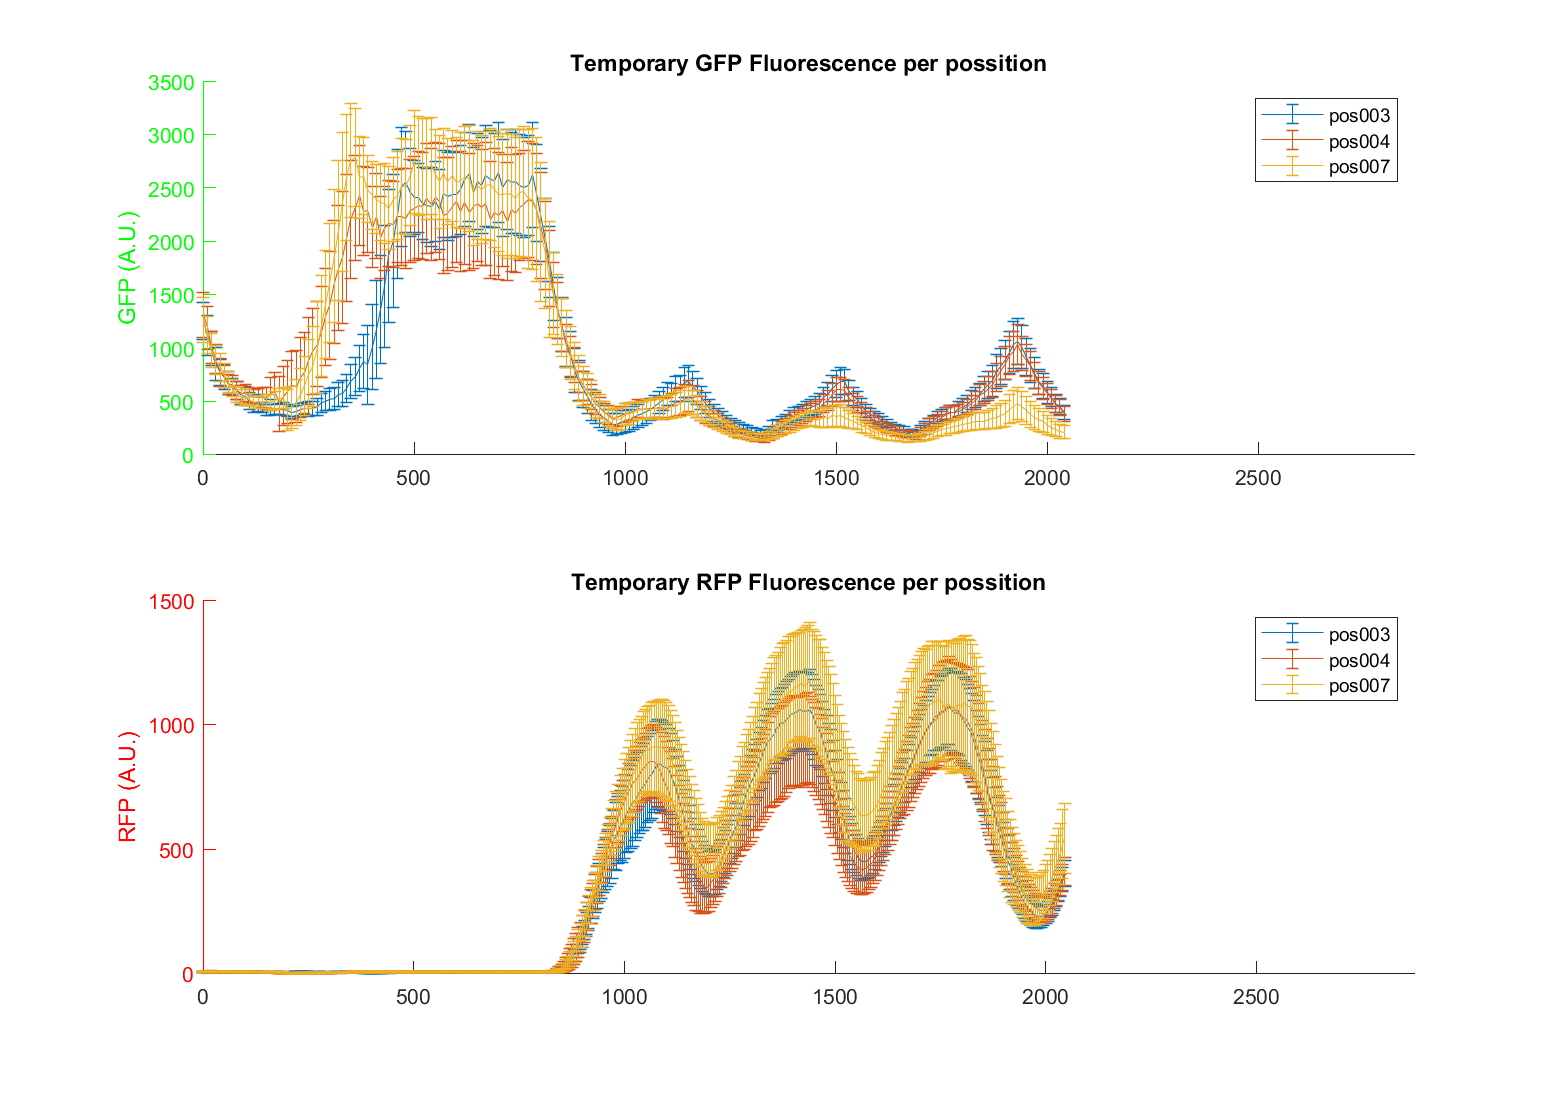 Temporary GFP Fluorescence per possition
GFP (A.U.)
3500
3000
2500
2000
1500
1000
500
0
0 500 1000 1500 2000 2500
pos003
pos004
pos007
Temporary RFP Fluorescence per possition
RFP (A.U.)
1500
1000
500
0
0 500 1000 1500 2000 2500
pos003
pos004
pos007